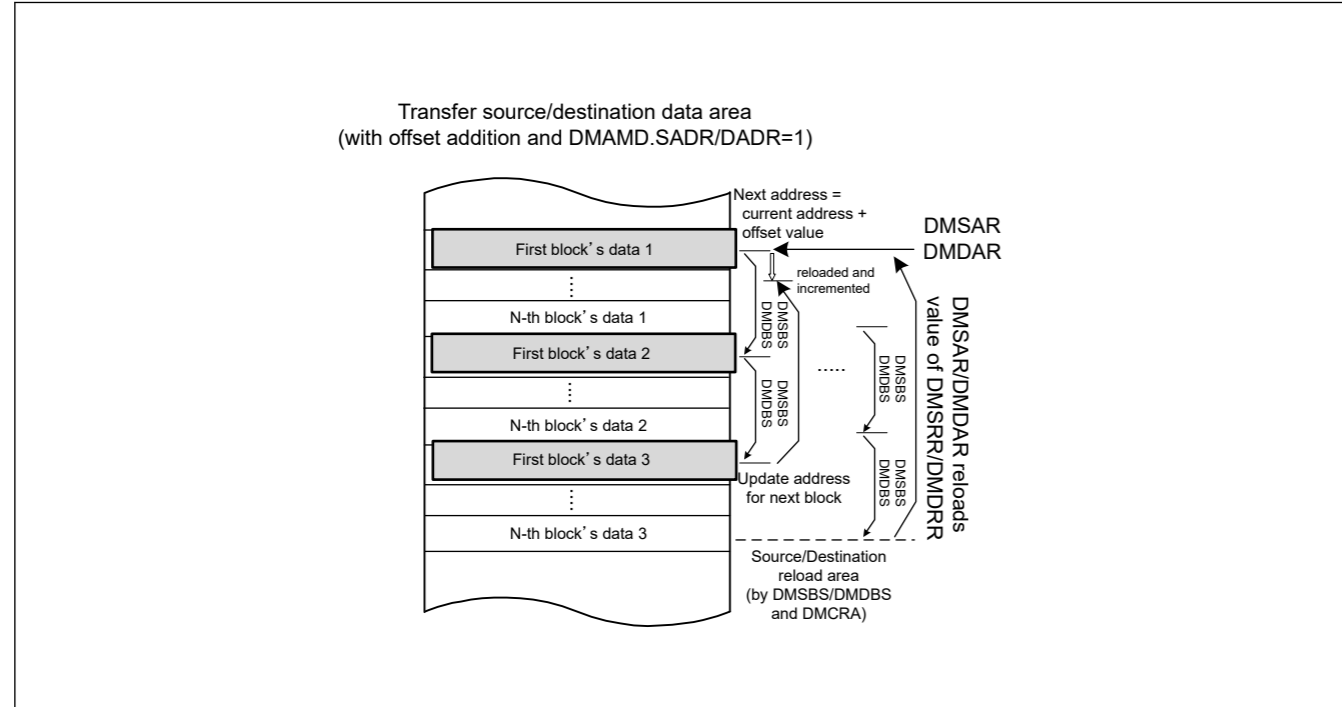 Transfer source/destination data area
(with offset addition and DMAMD.SADR/DADR=1)
Next address =
current address +
offset value
DMSAR
DMDAR
First block’s data 1
reloaded and
incremented
N-th block’s data 1
First block’s data 2
N-th block’s data 2
First block’s data 3
N-th block’s data 3
DMSBS
DMDBS
DMSBS
DMDBS
.....
DMSBS
DMDBS
DMSBS
DMDBS
Update address
for next block
DMSAR/DMDAR reloads
value of DMSRR/DMDRR
Source/Destination
reload area
(by DMSBS/DMDBS
and DMCRA)